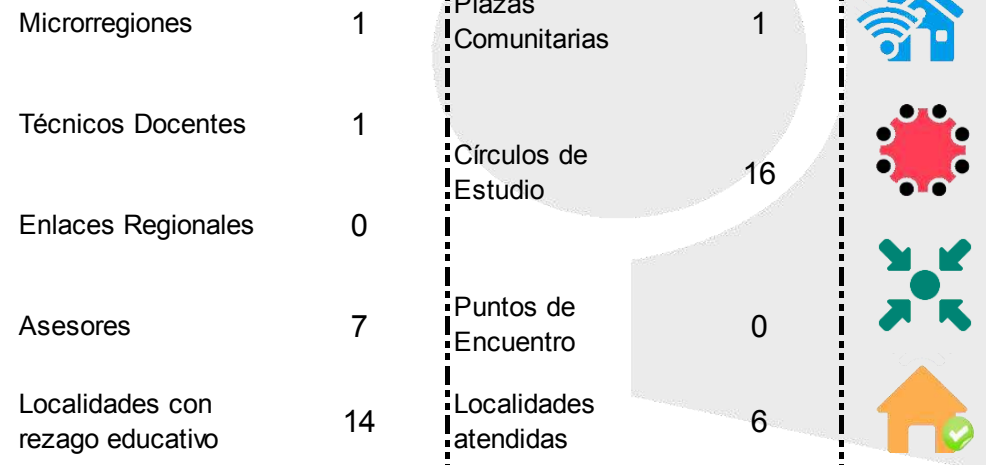 Microrregiones 1
Plazas
Comunitarias 1
Técnicos Docentes 1
Círculos de
Estudio 16
Enlaces Regionales 0
Asesores 7
Puntos de
Encuentro 0
Localidades con
rezago educativo 14
Localidades
atendidas 6